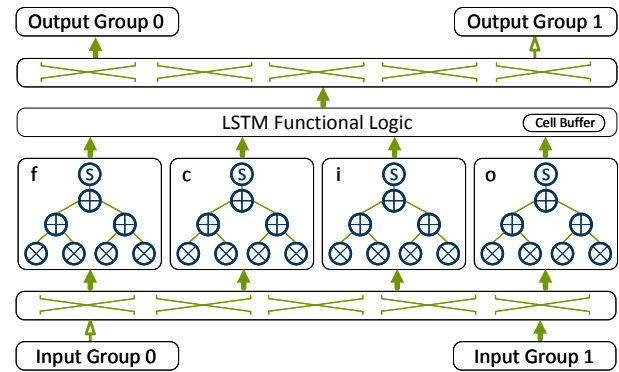 Output Group 0
Output Group 1
LSTM Functional Logic
Cell Buffer
f
c
i
o
S
S
S
S
Input Group 0
Input Group 1